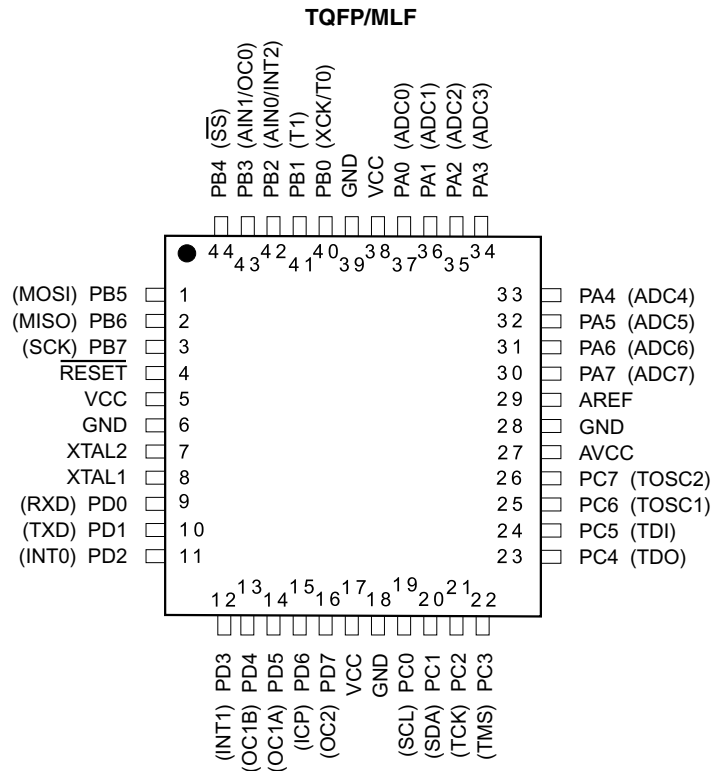 TQFP/MLF
PB4 (SS)
PB3 (AIN1/OC0)
PB2 (AIN0/INT2)
PB1 (T1)
PB0 (XCK/T0)
GND
VCC
PA0 (ADC0)
PA1 (ADC1)
PA2 (ADC2)
PA3 (ADC3)
44 43 42 41 40 39 38 37 36 35 34
(MOSI) PB5 1
(MISO) PB6 2
(SCK) PB7 3
RESET 4
VCC 5
GND 6
XTAL2 7
XTAL1 8
(RXD) PD0 9
(TXD) PD1 10
(INT0) PD2 11
33 PA4 (ADC4)
32 PA5 (ADC5)
31 PA6 (ADC6)
30 PA7 (ADC7)
29 AREF
28 GND
27 AVCC
26 PC7 (TOSC2)
25 PC6 (TOSC1)
24 PC5 (TDI)
23 PC4 (TDO)
12 13 14 15 16 17 18 19 20 21 22
(INT1) PD3
(OC1B) PD4
(OC1A) PD5
(ICP) PD6
(OC2) PD7
VCC
GND
(SCL) PC0
(SDA) PC1
(TCK) PC2
(TMS) PC3